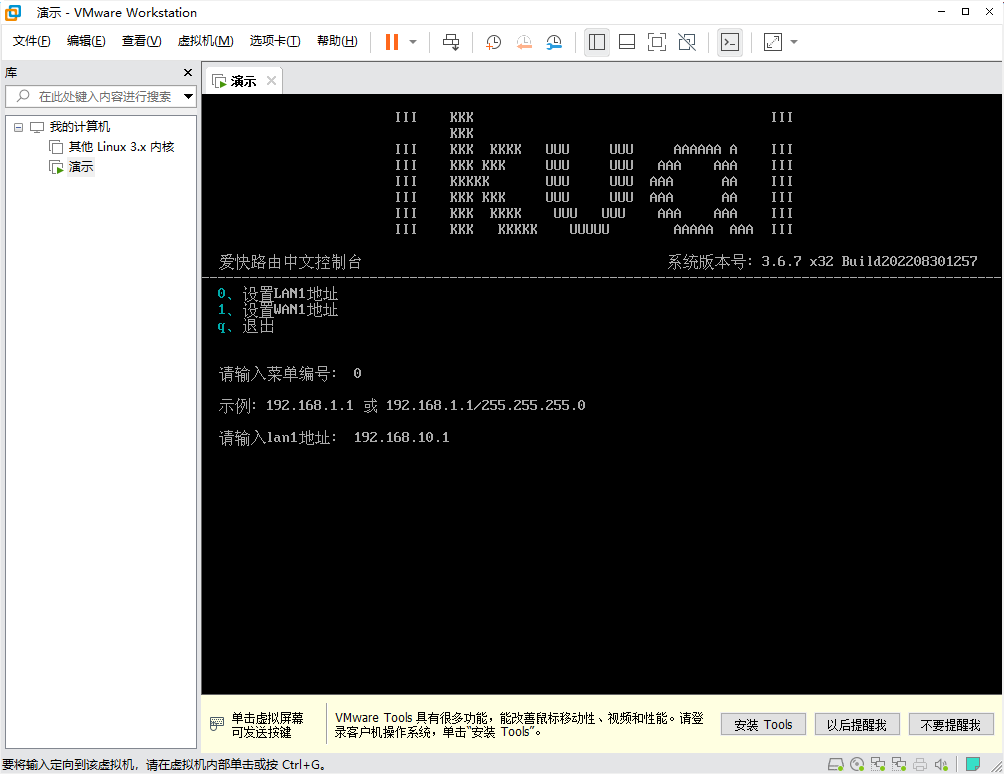 演示 - VMware Workstation
文件(F) 编辑(E) 查看(V) 虚拟机(M) 选项卡(T) 帮助(H)
库
在此处键入内容进行搜索
我的计算机
其他 Linux 3.x 内核
演示
演示
III    KKK                                     III
       KKK
III    KKK  KKKK   UUU     UUU     AAAAAA A    III
III    KKK KKK     UUU     UUU   AAA    AAA    III
III    KKKKK       UUU     UUU  AAA      AA    III
III    KKK KKK     UUU     UUU  AAA      AA    III
III    KKK  KKKK    UUU   UUU    AAA    AAA    III
III    KKK   KKKKK    UUUUU        AAAAA  AAA  III
爱快路由中文控制台 系统版本号: 3.6.7 x32 Build202208301257
0、设置LAN1地址
1、设置WAN1地址
q、退出
请输入菜单编号: 0
示例: 192.168.1.1 或 192.168.1.1/255.255.255.0
请输入lan1地址: 192.168.10.1
单击虚拟屏幕
可发送按键
VMware Tools 具有很多功能，能改善鼠标移动性、视频和性能。请登
录客户机操作系统，单击"安装 Tools"。
安装 Tools 以后提醒我 不要提醒我
要将输入定向到该虚拟机，请在虚拟机内部单击或按 Ctrl+G。